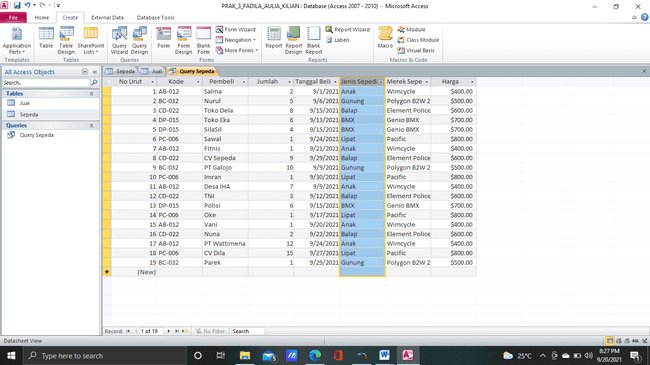 PRAK_3_FADILA_AULIA_KILIAN : Database (Access 2007 - 2010) - Microsoft Access
File Home Create External Data Database Tools
Application Parts Table Tables SharePoint Lists Query Wizard Query Design Form Form Design Blank Form Form Wizard Navigation More Forms Report Report Design Blank Report Report Wizard Labels Macro Module Class Module Visual Basic
Templates Tables Queries Forms Reports Macros & Code
All Access Objects
Search...
Tables
Jual
Sepeda
Queries
Query Sepeda
Sepeda Jual Query Sepeda
No Urut Kode Pembeli Jumlah Tanggal Beli Jenis Sepeda Merek Sepe Harga
1 AB-012 Salma 2 9/1/2021 Anak Wimcycle $400.00
2 BC-032 Nurul 5 9/6/2021 Gunung Polygon B2W 2 $500.00
3 CD-022 Toko Dela 8 9/15/2021 Balap Element Police $600.00
4 DP-015 Toko Eka 6 9/13/2021 BMX Genio BMX $700.00
5 DP-015 SilaSil 4 9/15/2021 BMX Genio BMX $700.00
6 PC-006 Sawal 1 9/24/2021 Lipat Pacific $800.00
7 AB-012 Fitnis 1 9/21/2021 Anak Wimcycle $400.00
8 CD-022 CV Sepeda 9 9/29/2021 Balap Element Police $600.00
9 BC-032 PT Galojo 10 9/9/2021 Gunung Polygon B2W 2 $500.00
10 PC-006 Imran 1 9/30/2021 Lipat Pacific $800.00
11 AB-012 Desa IHA 7 9/9/2021 Anak Wimcycle $400.00
12 CD-022 TNI 3 9/12/2021 Balap Element Police $600.00
13 DP-015 Polisi 6 9/15/2021 BMX Genio BMX $700.00
14 PC-006 Oke 1 9/17/2021 Lipat Pacific $800.00
15 AB-012 Vani 1 9/20/2021 Anak Wimcycle $400.00
16 CD-022 Nuna 2 9/22/2021 Balap Element Police $600.00
17 AB-012 PT Wattimena 12 9/24/2021 Anak Wimcycle $400.00
18 PC-006 CV Dila 15 9/27/2021 Lipat Pacific $800.00
19 BC-032 Parek 1 9/29/2021 Gunung Polygon B2W 2 $500.00
(New)
Record: 1 of 19 No Filter Search
Datasheet View
Type here to search
25°C
8:27 PM
9/20/2021